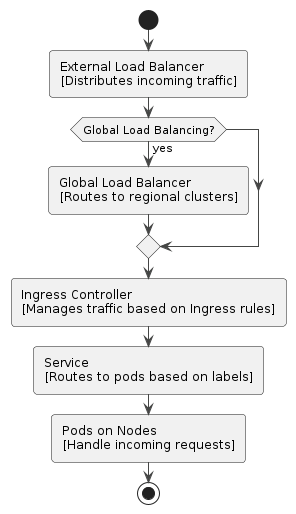 External Load Balancer
[Distributes incoming traffic]
Global Load Balancing?
yes
Global Load Balancer
[Routes to regional clusters]
Ingress Controller
[Manages traffic based on Ingress rules]
Service
[Routes to pods based on labels]
Pods on Nodes
[Handle incoming requests]